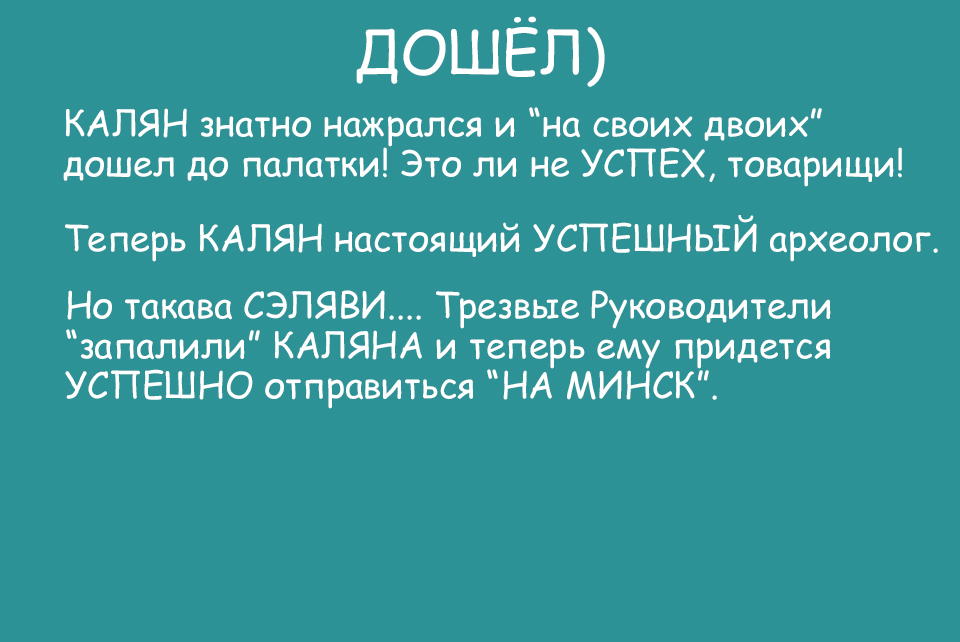 ДОШЁЛ)
КАЛЯН знатно нажрался и “на своих двоих”
дошел до палатки! Это ли не УСПЕХ, товарищи!
Теперь КАЛЯН настоящий УСПЕШНЫЙ археолог.
Но такава СЭЛЯВИ.... Трезвые Руководители
“запалили” КАЛЯНА и теперь ему придется
УСПЕШНО отправиться “НА МИНСК”.